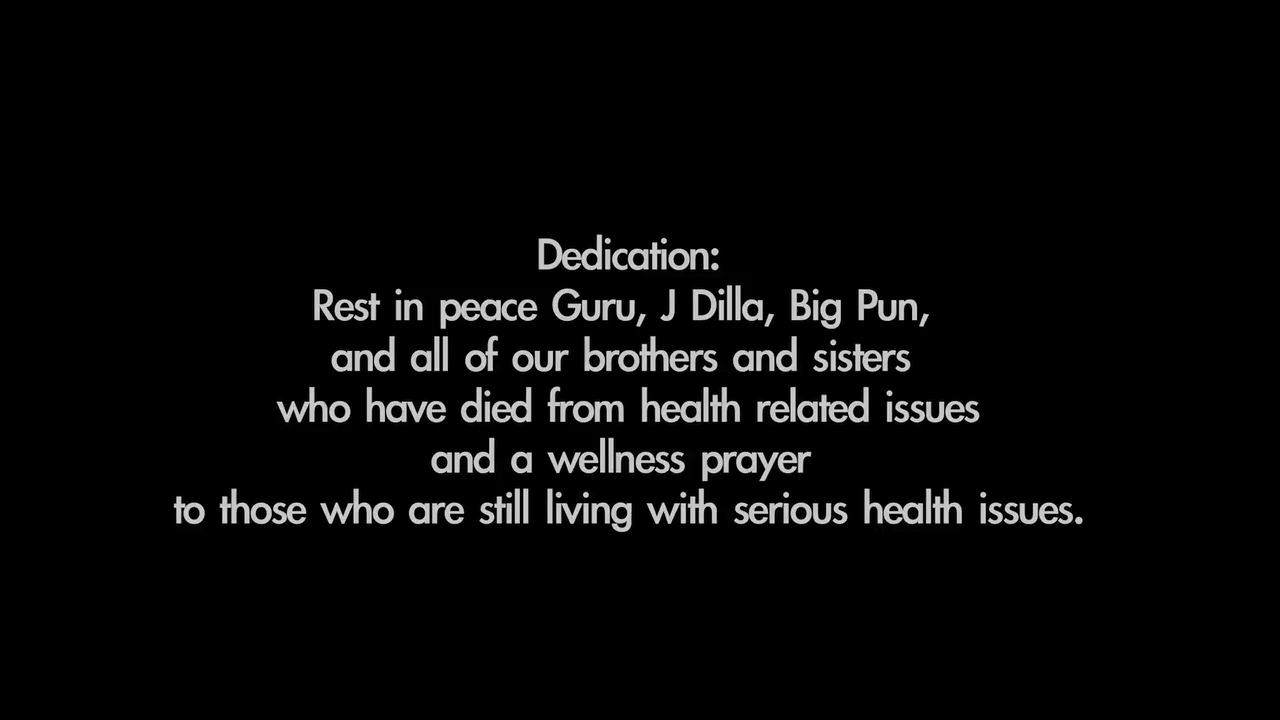 Dedication:
Rest in peace Guru, J Dilla, Big Pun,
and all of our brothers and sisters
who have died from health related issues
and a wellness prayer
to those who are still living with serious health issues.